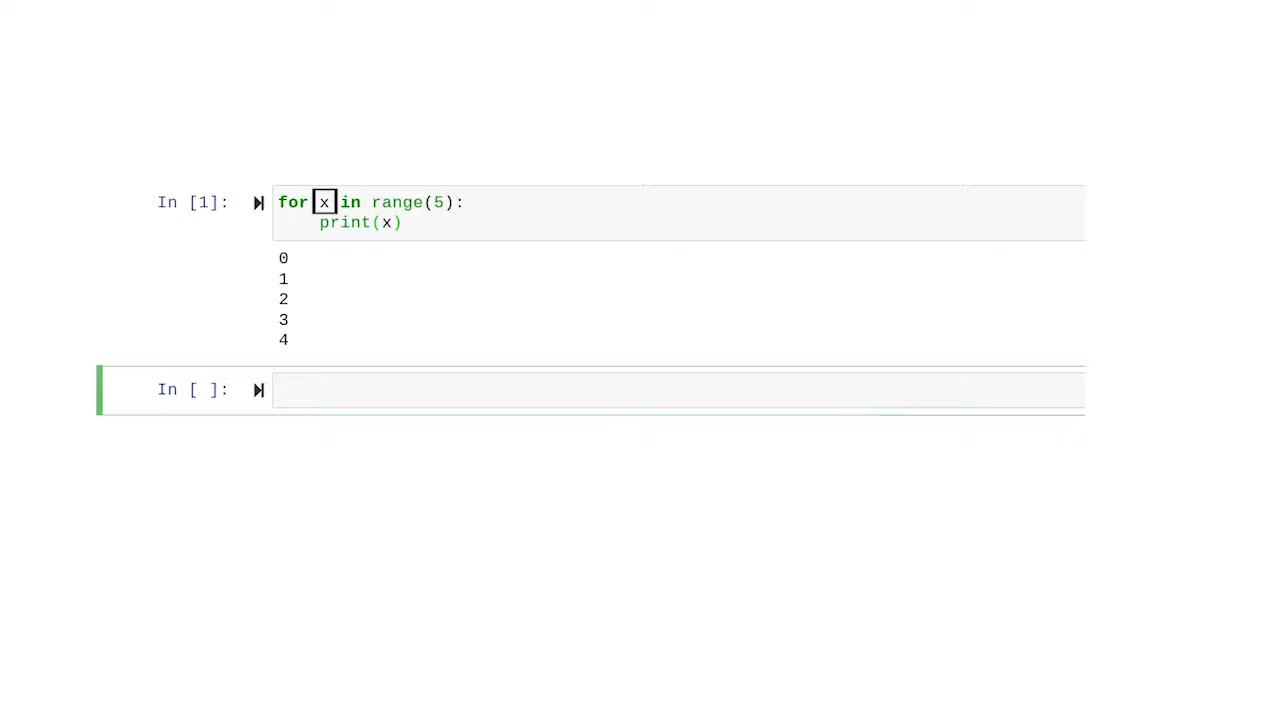 In [1]: for x in range(5):
    print(x)
0
1
2
3
4
In [ ]: